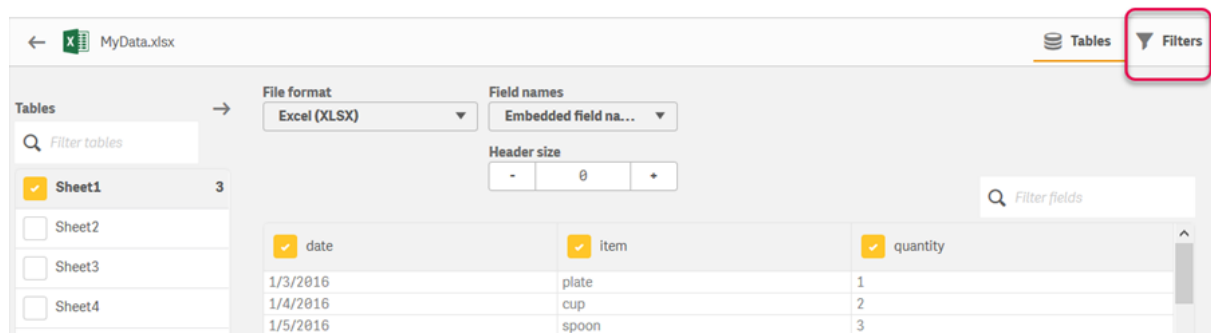 MyData.xlsx Tables Filters
Tables
Filter tables
Sheet1 3
Sheet2
Sheet3
Sheet4
File format Field names
Excel (XLSX) Embedded field na...
Header size
- 0 +
Filter fields
date item quantity
1/3/2016 plate 1
1/4/2016 cup 2
1/5/2016 spoon 3